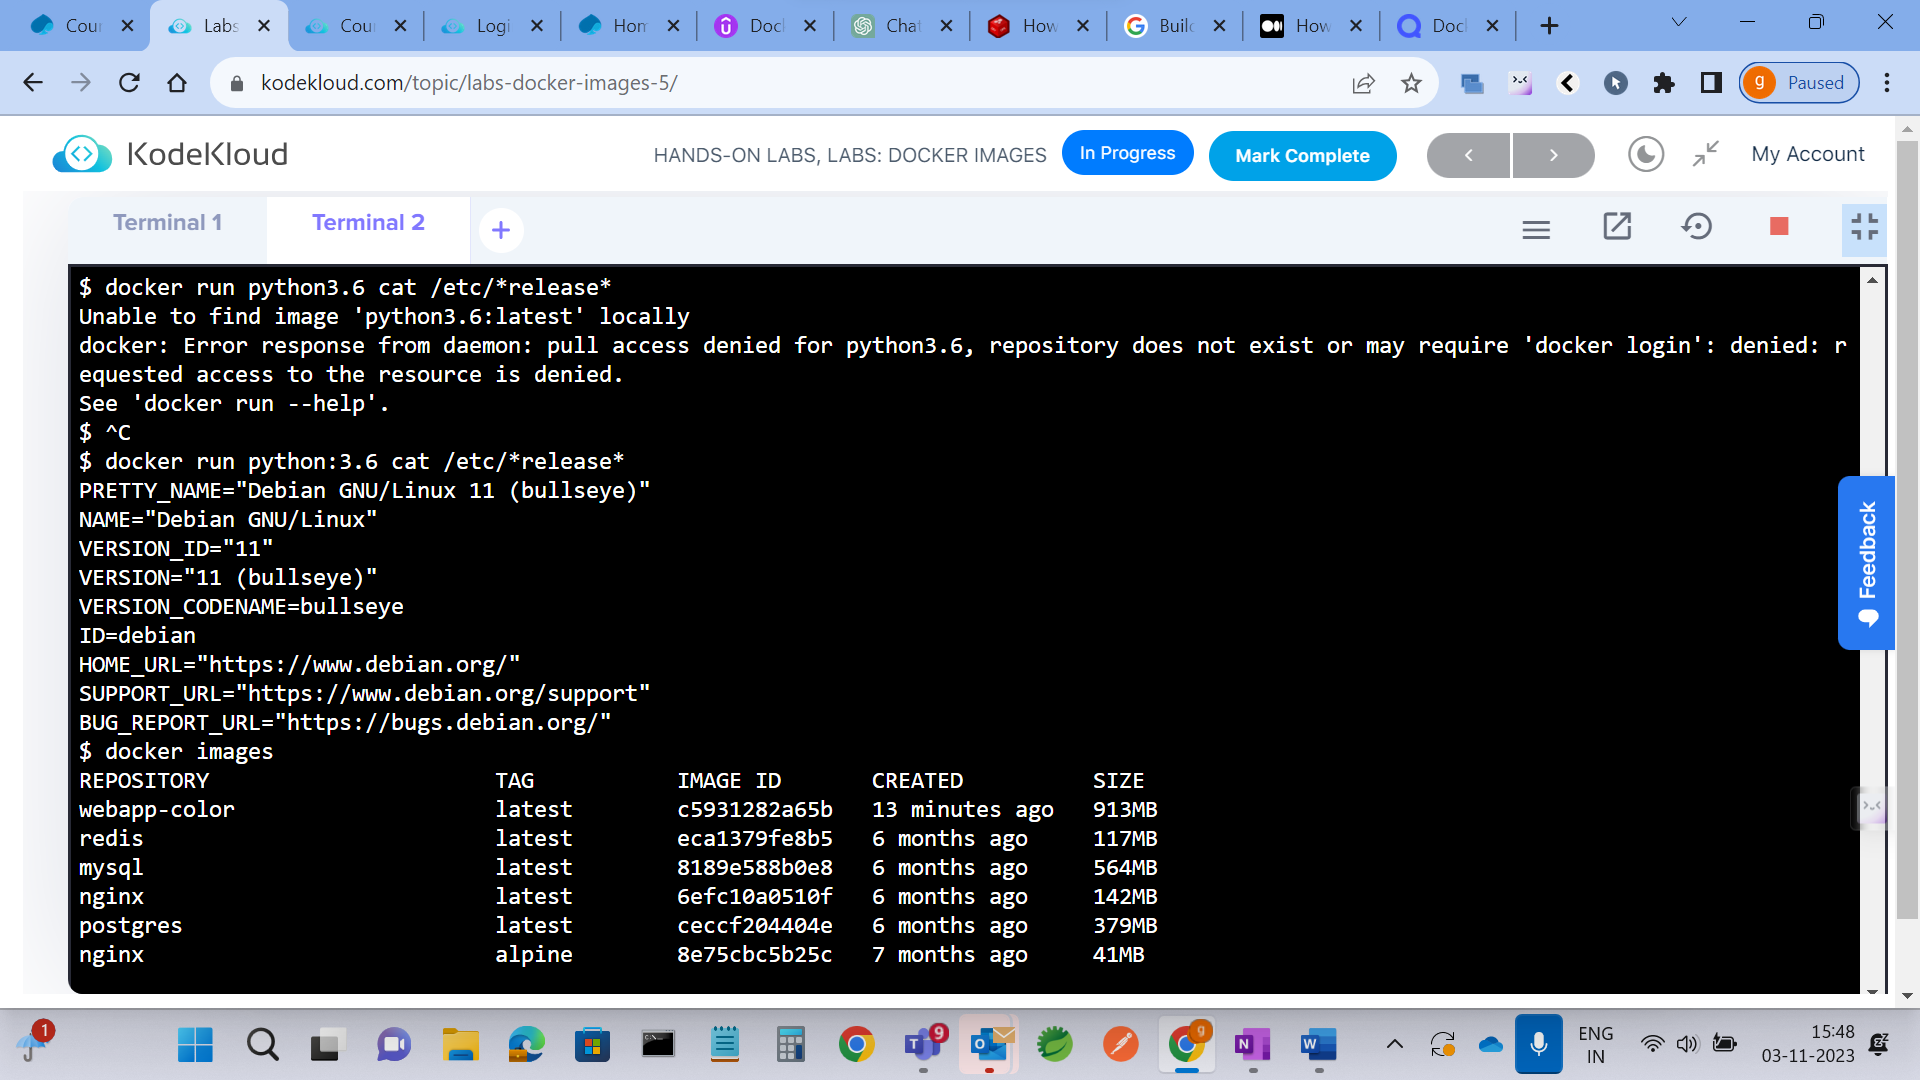 Cour
Labs
Cour
Logi
Hom
Doc
Chat
How
Build
How
Doc
kodekloud.com/topic/labs-docker-images-5/
g Paused
KodeKloud
HANDS-ON LABS, LABS: DOCKER IMAGES
In Progress
Mark Complete
My Account
Terminal 1
Terminal 2
$ docker run python3.6 cat /etc/*release*
Unable to find image 'python3.6:latest' locally
docker: Error response from daemon: pull access denied for python3.6, repository does not exist or may require 'docker login': denied: r
equested access to the resource is denied.
See 'docker run --help'.
$ ^C
$ docker run python:3.6 cat /etc/*release*
PRETTY_NAME="Debian GNU/Linux 11 (bullseye)"
NAME="Debian GNU/Linux"
VERSION_ID="11"
VERSION="11 (bullseye)"
VERSION_CODENAME=bullseye
ID=debian
HOME_URL="https://www.debian.org/"
SUPPORT_URL="https://www.debian.org/support"
BUG_REPORT_URL="https://bugs.debian.org/"
$ docker images
REPOSITORY TAG IMAGE ID CREATED SIZE
webapp-color latest c5931282a65b 13 minutes ago 913MB
redis latest eca1379fe8b5 6 months ago 117MB
mysql latest 8189e588b0e8 6 months ago 564MB
nginx latest 6efc10a0510f 6 months ago 142MB
postgres latest ceccf204404e 6 months ago 379MB
nginx alpine 8e75cbc5b25c 7 months ago 41MB
Feedback
1
9
g
ENG
IN
15:48
03-11-2023